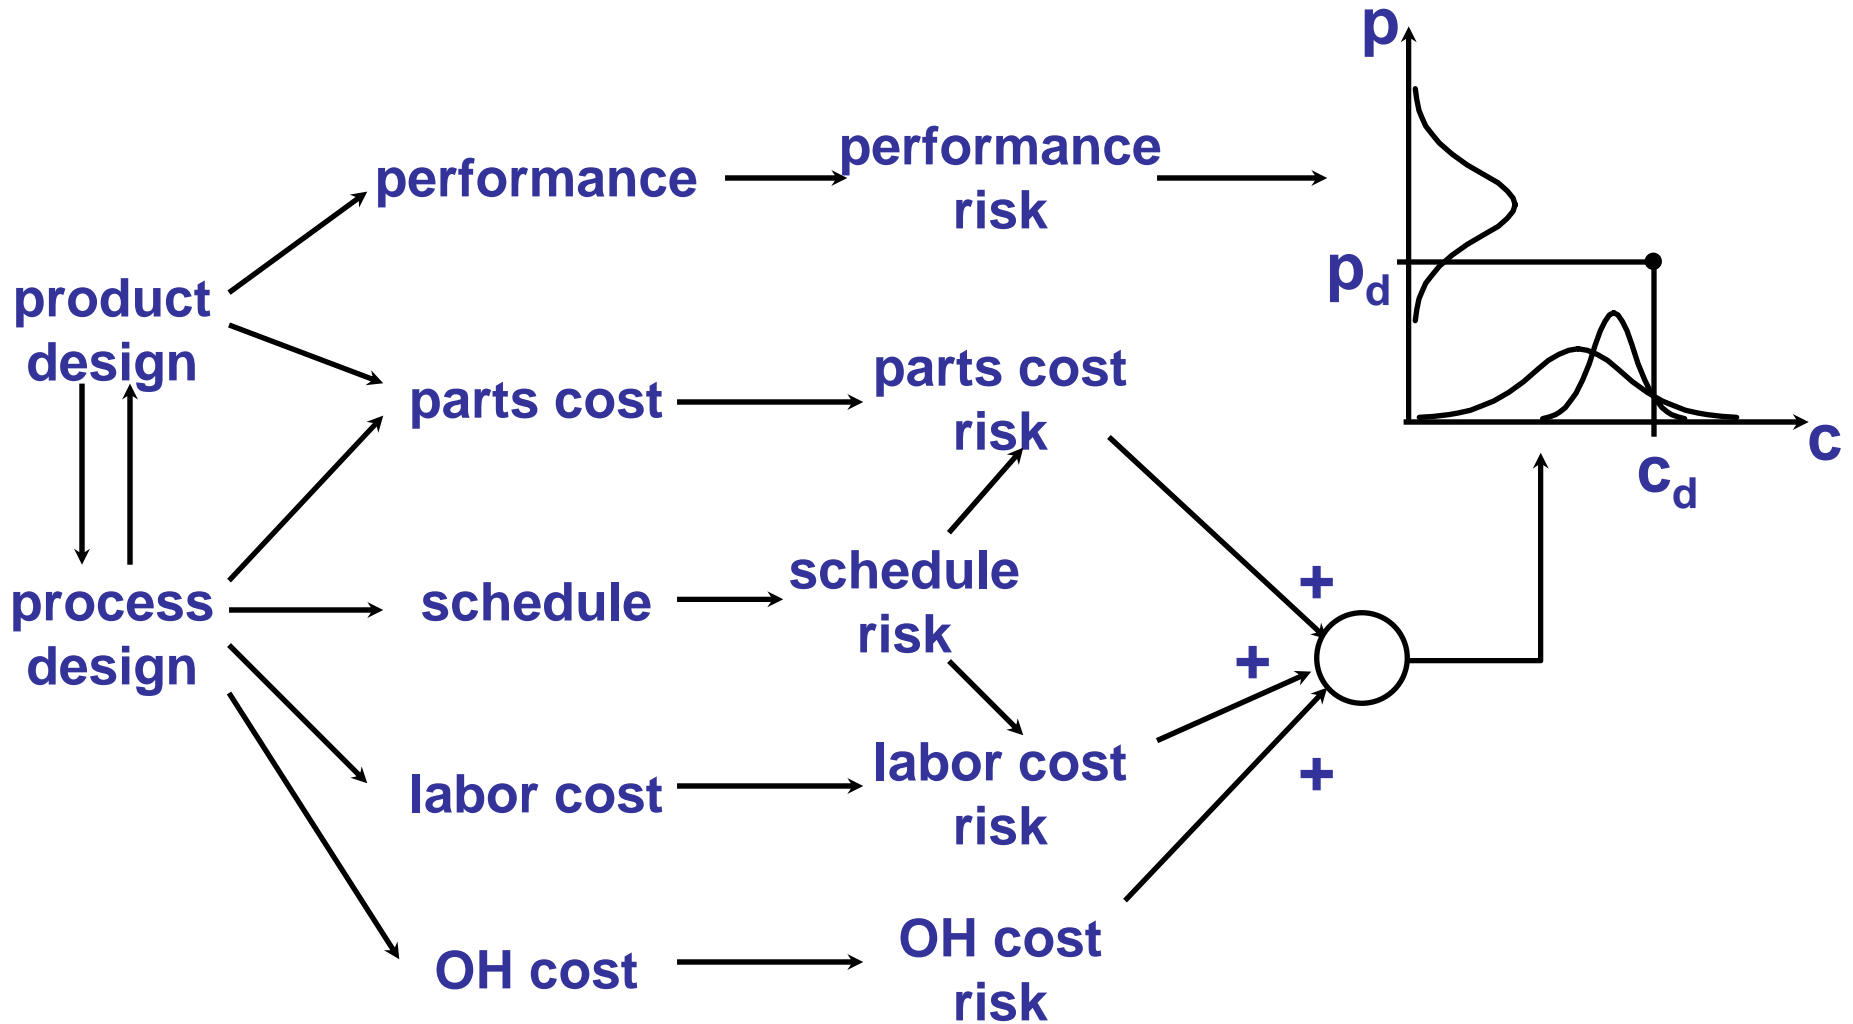 p
performance
performance
risk
product
design
p_d
parts cost
parts cost
risk
c
c_d
process
design
schedule
schedule
risk
+
+
+
labor cost
labor cost
risk
OH cost
OH cost
risk